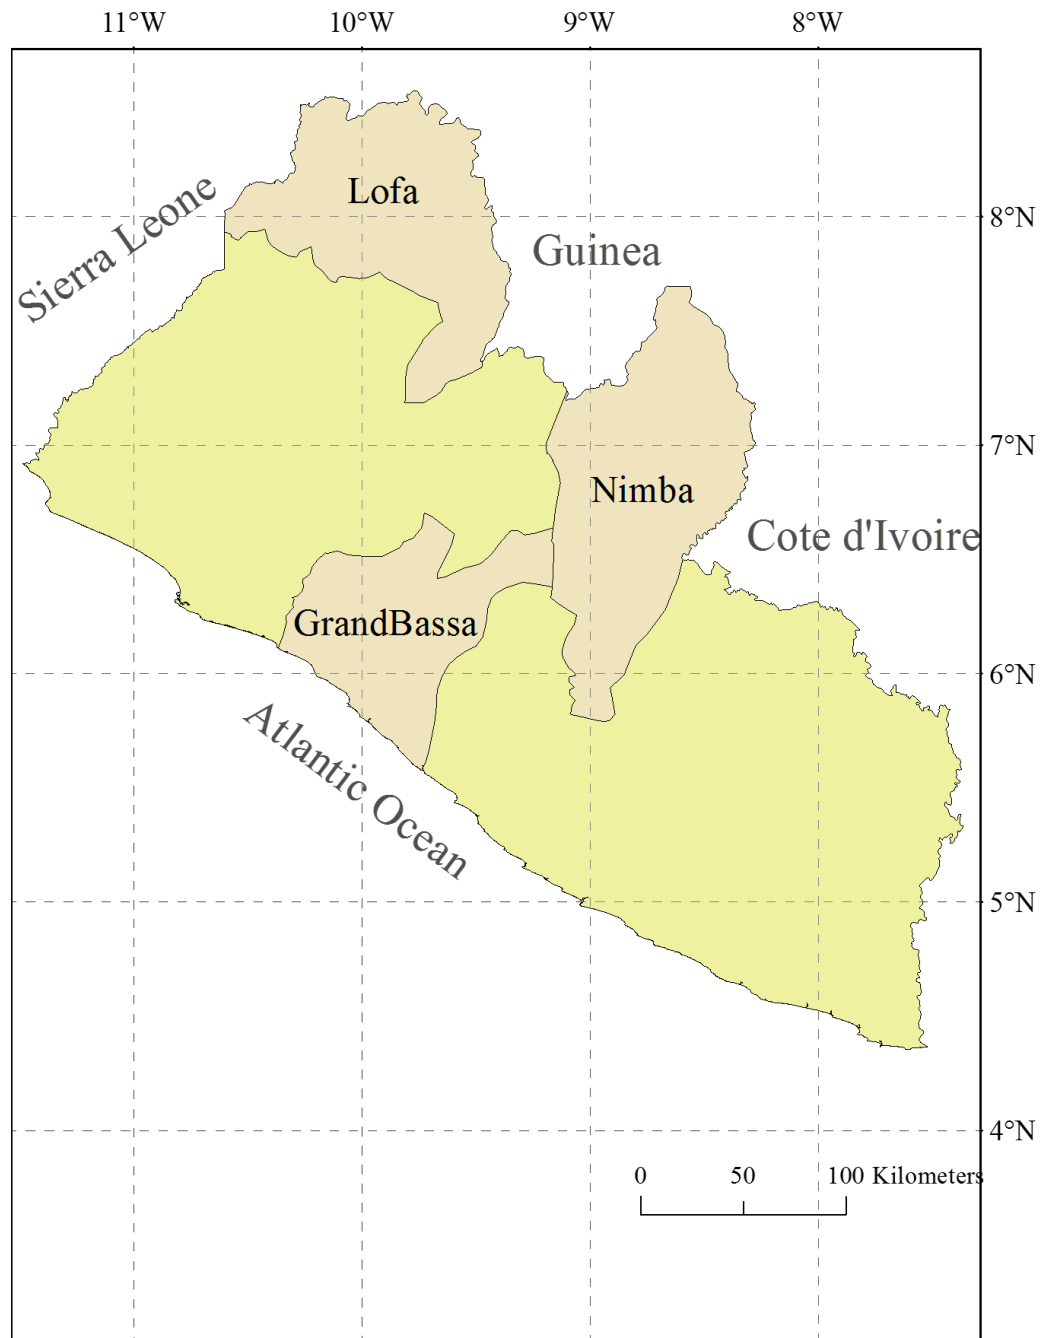 11°W 10°W 9°W 8°W
Lofa
8°N
Sierra Leone
Guinea
7°N
Nimba
Cote d'Ivoire
GrandBassa
6°N
Atlantic Ocean
5°N
4°N
0 50 100 Kilometers